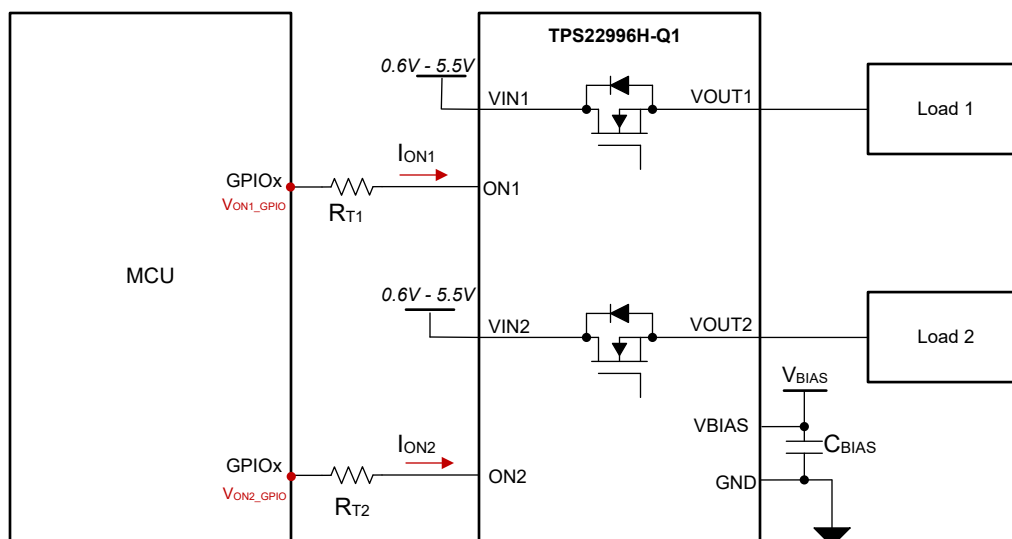 TPS22996H-Q1
0.6V - 5.5V
VIN1
VOUT1
Load 1
GPIOx
VON1_GPIO
ION1
RT1
ON1
MCU
0.6V - 5.5V
VIN2
VOUT2
Load 2
VBIAS
VBIAS
CBIAS
GPIOx
VON2_GPIO
ION2
RT2
ON2
GND